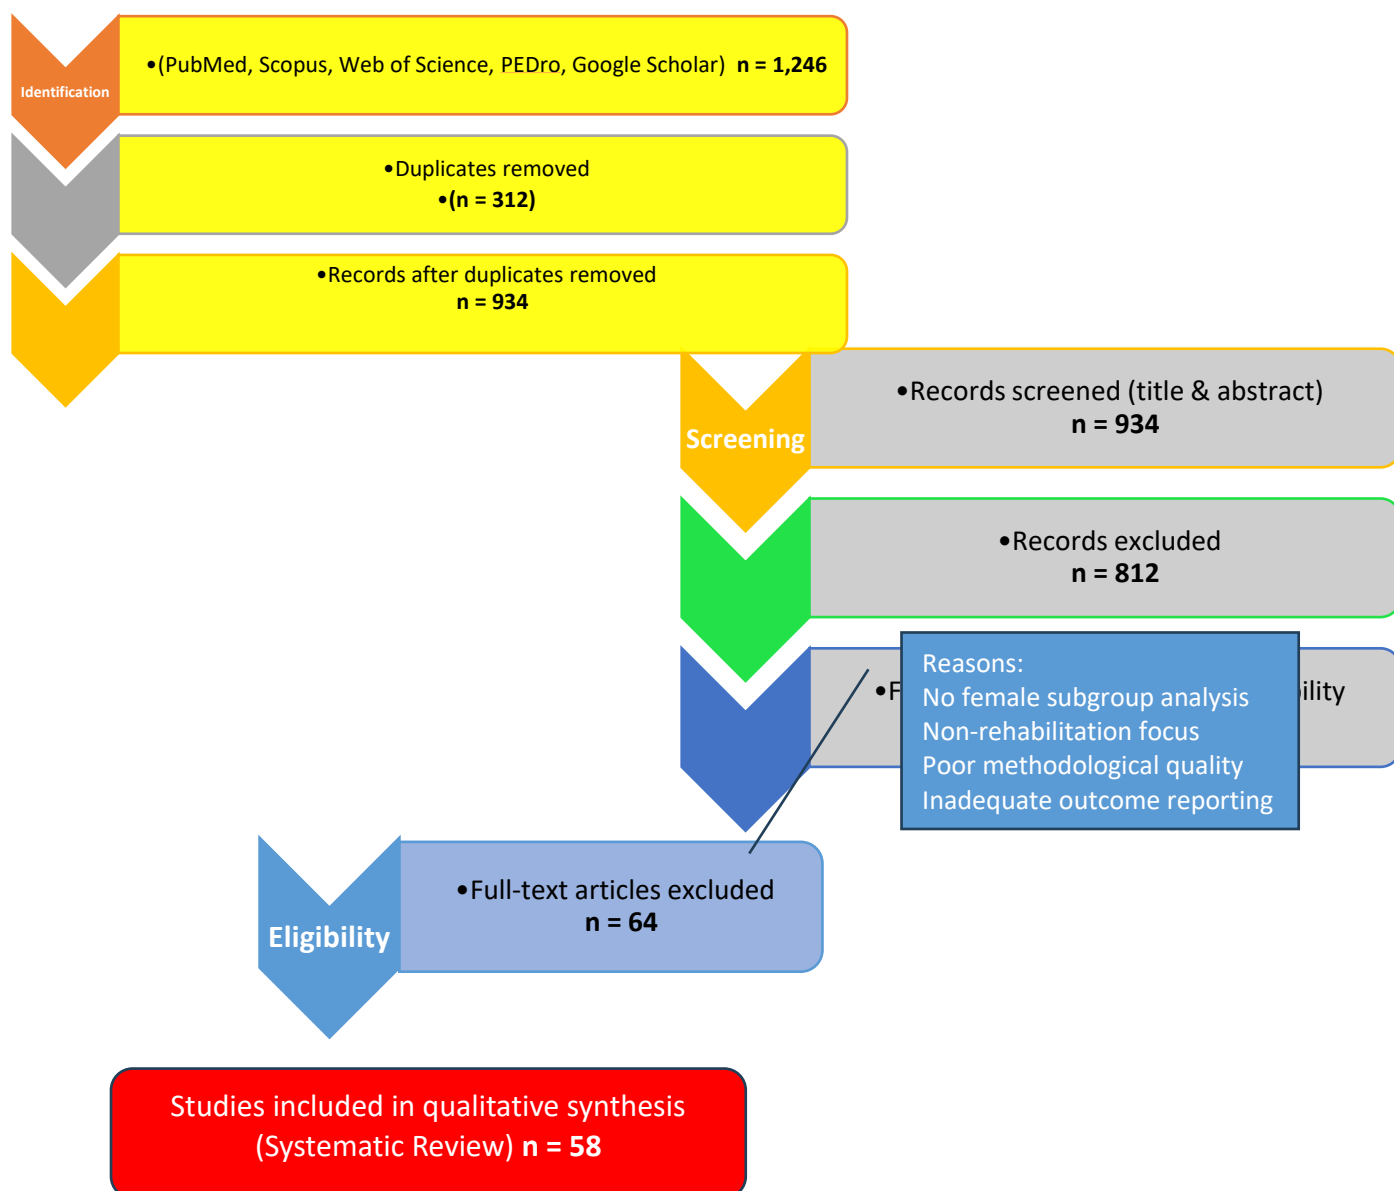 Identification
•(PubMed, Scopus, Web of Science, PEDro, Google Scholar) n = 1,246
•Duplicates removed
•(n = 312)
•Records after duplicates removed
n = 934
Screening
•Records screened (title & abstract)
n = 934
•Records excluded
n = 812
Reasons:
No female subgroup analysis
Non-rehabilitation focus
Poor methodological quality
Inadequate outcome reporting
Eligibility
•Full-text articles excluded
n = 64
Studies included in qualitative synthesis
(Systematic Review) n = 58